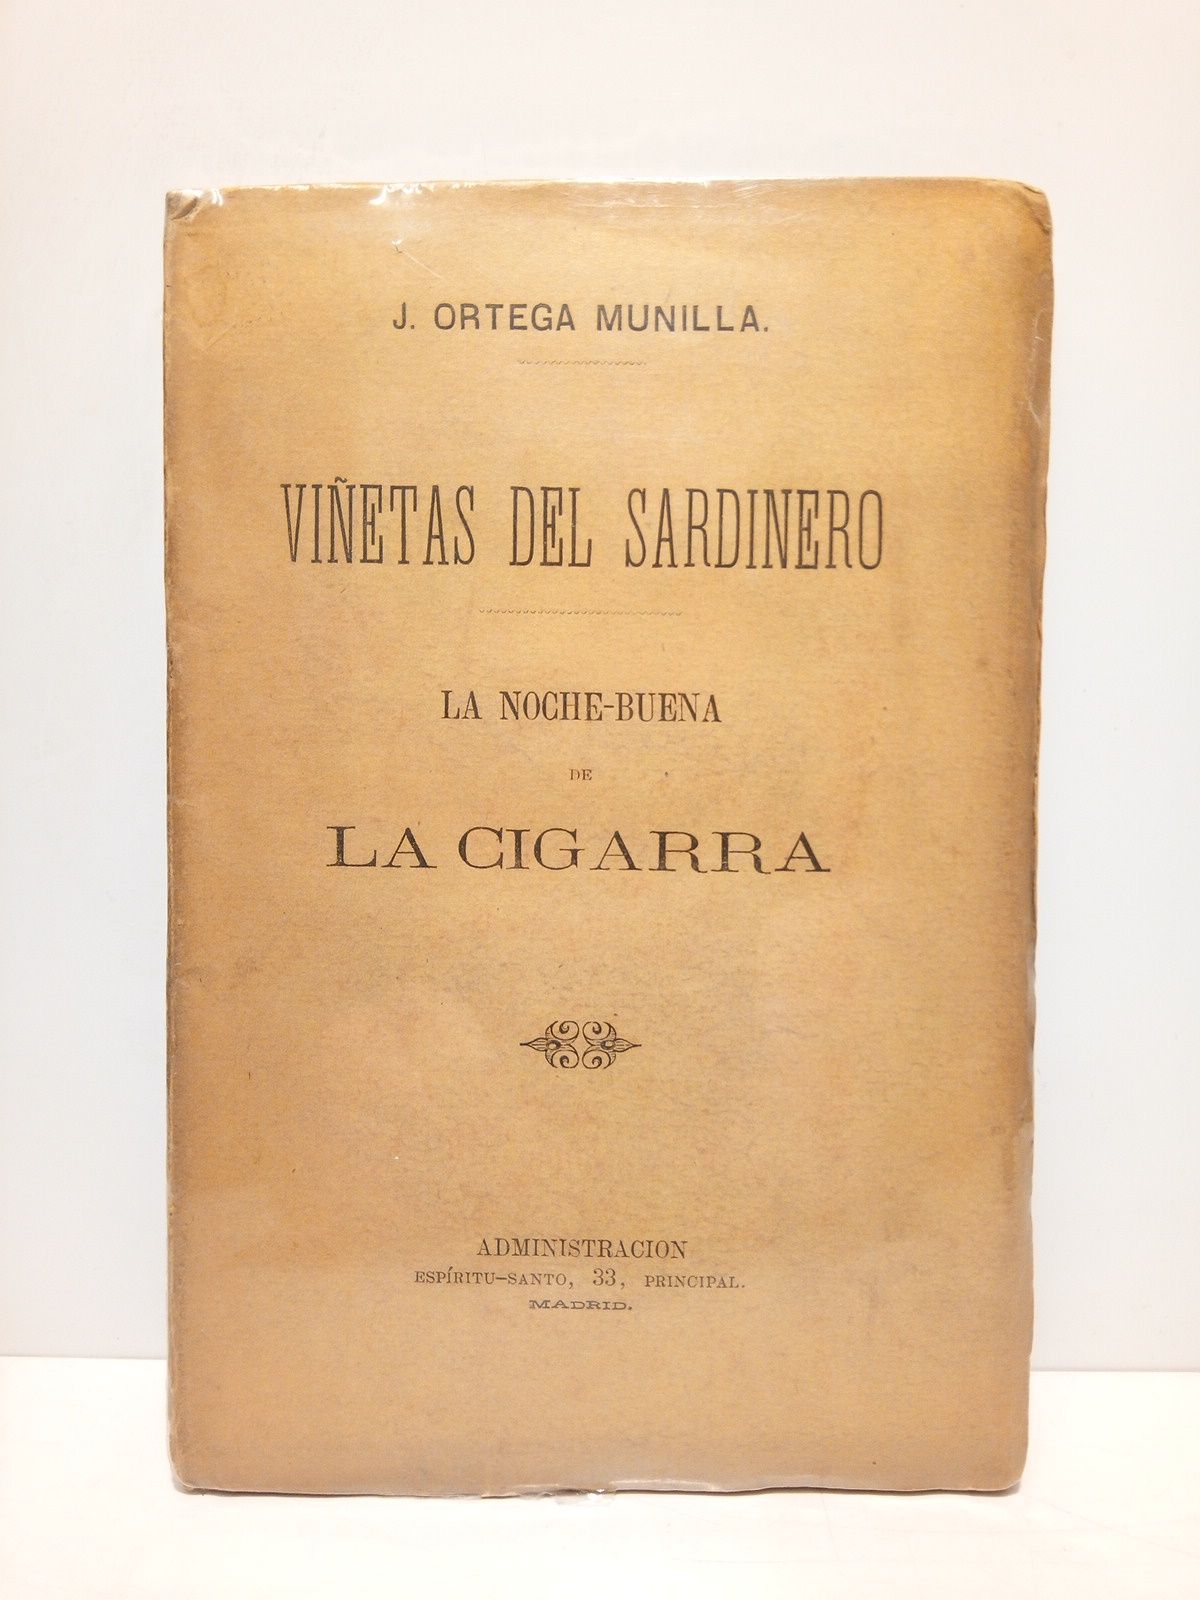 J. ORTEGA MUNILLA.
VIÑETAS DEL SARDINERO
LA NOCHE-BUENA
DE
LA CIGARRA
ADMINISTRACION
ESPÍRITU-SANTO, 33, PRINCIPAL.
MADRID.